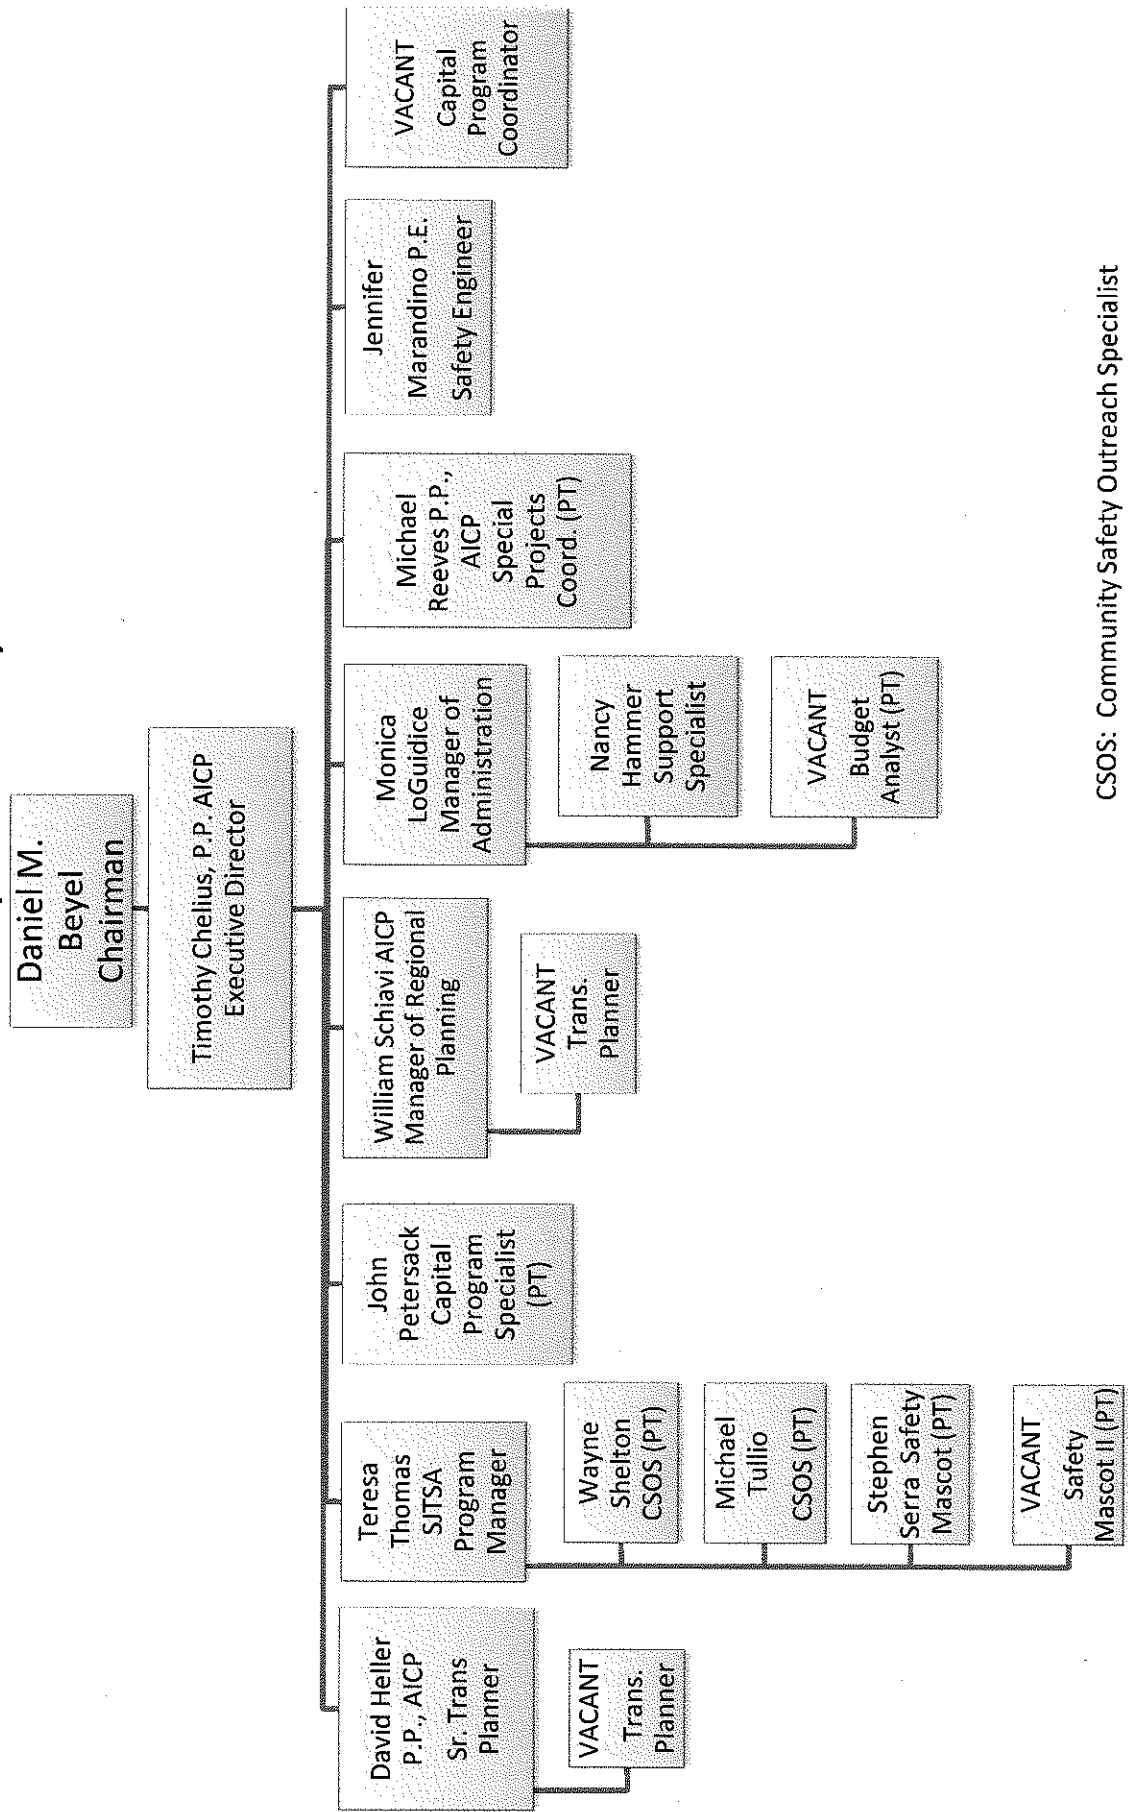 Daniel M.
Beyel
Chairman
Timothy Chelius, P.P. AICP
Executive Director
David Heller
P.P., AICP
Sr. Trans
Planner
VACANT
Trans.
Planner
Teresa
Thomas
SJTSA
Program
Manager
Wayne
Shelton
CSOS (PT)
Michael
Tullio
CSOS (PT)
Stephen
Serra Safety
Mascot (PT)
VACANT
Safety
Mascot II (PT)
John
Petersack
Capital
Program
Specialist
(PT)
William Schiavi AICP
Manager of Regional
Planning
VACANT
Trans.
Planner
Monica
LoGuidice
Manager of
Administration
Nancy
Hammer
Support
Specialist
VACANT
Budget
Analyst (PT)
Michael
Reeves P.P.,
AICP
Special
Projects
Coord. (PT)
Jennifer
Marandino P.E.
Safety Engineer
VACANT
Capital
Program
Coordinator
CSOS: Community Safety Outreach Specialist